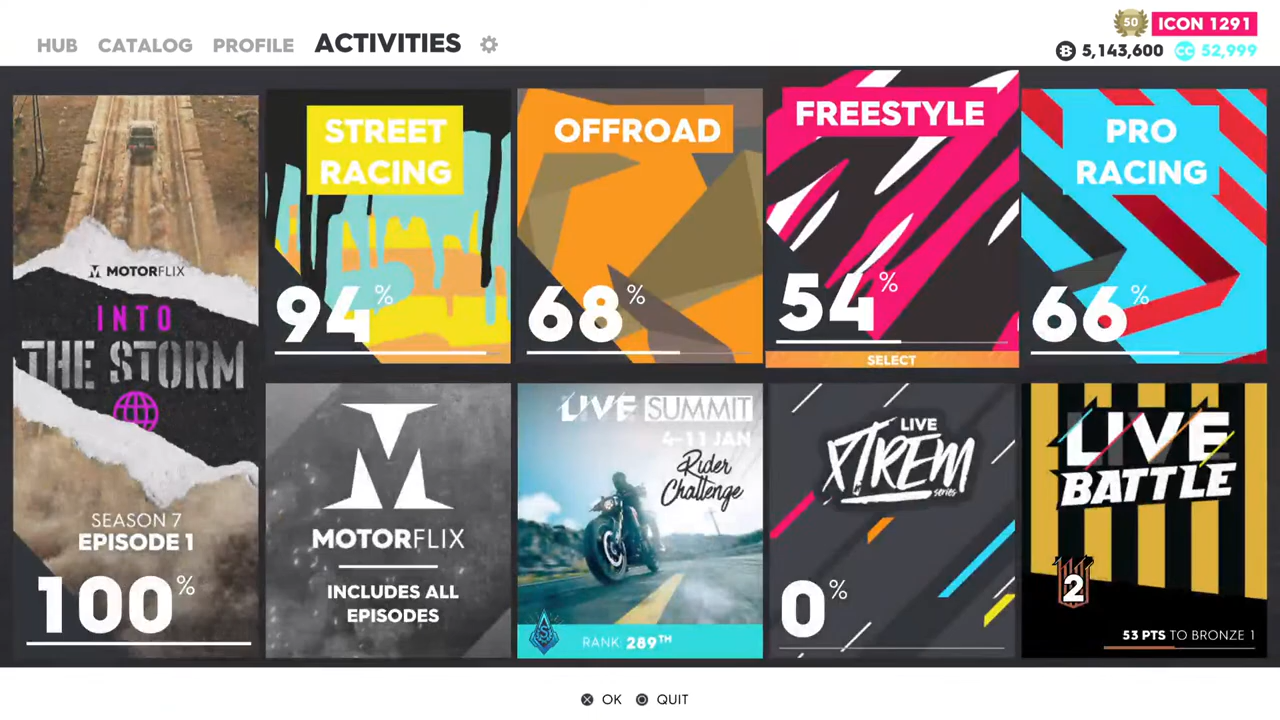 HUB CATALOG PROFILE ACTIVITIES
50 ICON 1291
5,143,600 CC 52,999
MOTORFLIX
INTO
THE STORM
SEASON 7
EPISODE 1
100%
STREET
RACING
94%
OFFROAD
68%
FREESTYLE
54%
SELECT
PRO
RACING
66%
MOTORFLIX
INCLUDES ALL
EPISODES
LIVE SUMMIT
4-11 JAN
Rider
Challenge
RANK: 289TH
LIVE
XTREM
series
0%
LIVE
BATTLE
2
53 PTS TO BRONZE 1
OK QUIT